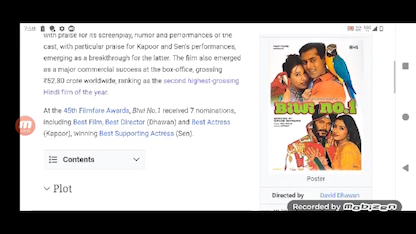 with praise for its screenplay, humor and performances of the
cast, with particular praise for Kapoor and Sen's performances,
emerging as a breakthrough for the latter. The film also emerged
as a major commercial success at the box-office, grossing
₹52.80 crore worldwide, ranking as the second highest-grossing
Hindi film of the year.
At the 45th Filmfare Awards, Biwi No.1 received 7 nominations,
including Best Film, Best Director (Dhawan) and Best Actress
(Kapoor), winning Best Supporting Actress (Sen).
Contents
Plot
Biwi no.1
Poster
Directed by David Dhawan
Recorded by
MOBIZEN